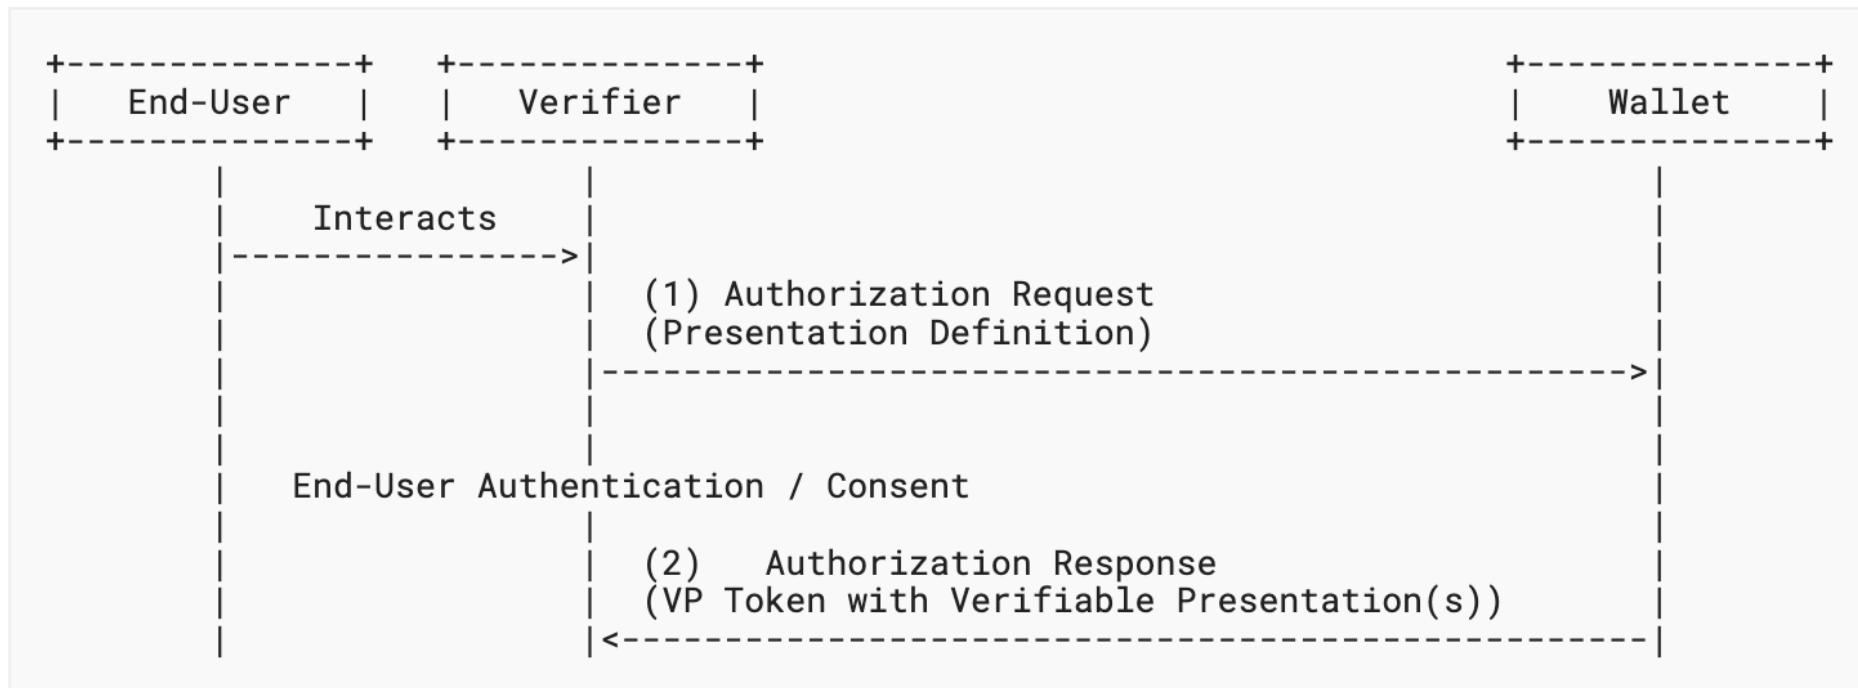 End-User Verifier Wallet
Interacts
(1) Authorization Request
(Presentation Definition)
End-User Authentication / Consent
(2) Authorization Response
(VP Token with Verifiable Presentation(s))